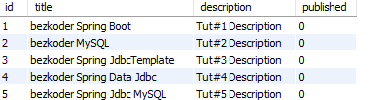 id title description published
1 bezkoder Spring Boot Tut#1 Description 0
2 bezkoder MySQL Tut#2 Description 0
3 bezkoder Spring JdbcTemplate Tut#3 Description 0
4 bezkoder Spring Data Jdbc Tut#4 Description 0
5 bezkoder Spring Jdbc MySQL Tut#5 Description 0